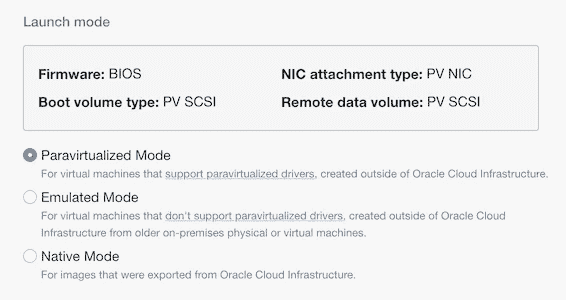 Launch mode
Firmware: BIOS NIC attachment type: PV NIC
Boot volume type: PV SCSI Remote data volume: PV SCSI
Paravirtualized Mode
For virtual machines that support paravirtualized drivers, created outside of Oracle Cloud Infrastructure.
Emulated Mode
For virtual machines that don't support paravirtualized drivers, created outside of Oracle Cloud
Infrastructure from older on-premises physical or virtual machines.
Native Mode
For images that were exported from Oracle Cloud Infrastructure.